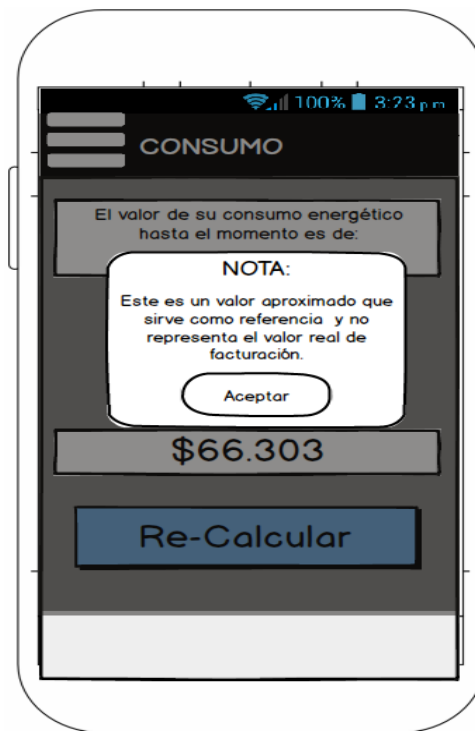 100% 3:23 p m
CONSUMO
El valor de su consumo energético
hasta el momento es de:
NOTA:
Este es un valor aproximado que
sirve como referencia y no
representa el valor real de
facturación.
Aceptar
$66.303
Re-Calcular